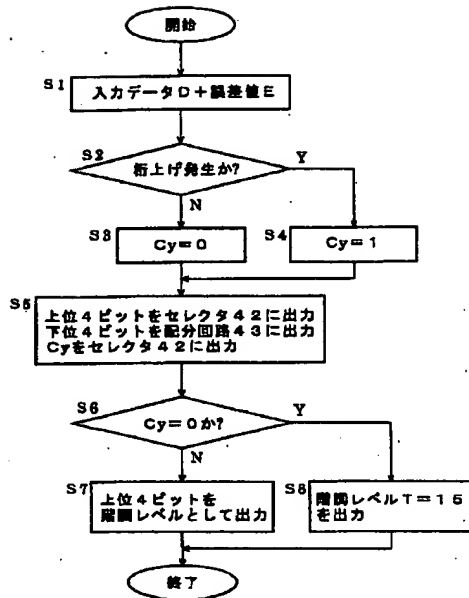 開始
S1
入力データD+誤差値E
S2
桁上げ発生か?
Y
N
S3
Cy=0
S4
Cy=1
S5
上位4ビットをセレクタ42に出力
下位4ビットを配分回路43に出力
Cyをセレクタ42に出力
S6
Cy=0か?
Y
N
S7
上位4ビットを
階調レベルとして出力
S8
階調レベルT=15
を出力
終了